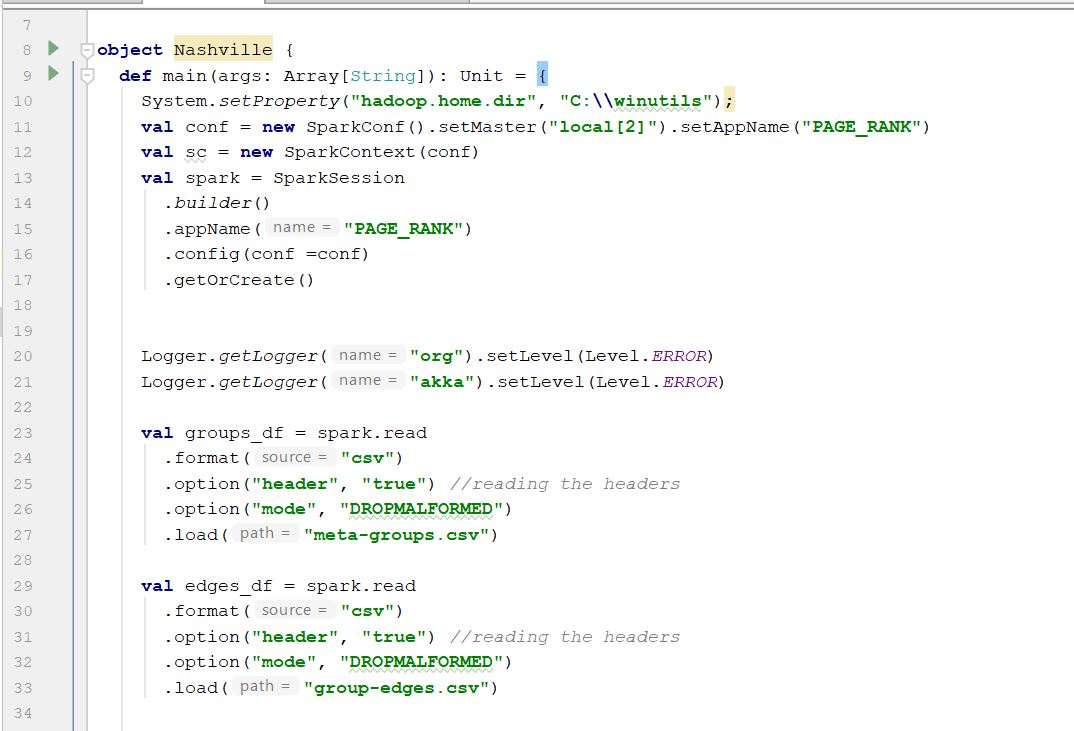 7
8 object Nashville {
9 def main(args: Array[String]): Unit = {
10 System.setProperty("hadoop.home.dir", "C:\\winutils");
11 val conf = new SparkConf().setMaster("local[2]").setAppName("PAGE_RANK")
12 val sc = new SparkContext(conf)
13 val spark = SparkSession
14 .builder()
15 .appName( name = "PAGE_RANK")
16 .config(conf =conf)
17 .getOrCreate()
18
19
20 Logger.getLogger( name = "org").setLevel(Level.ERROR)
21 Logger.getLogger( name = "akka").setLevel(Level.ERROR)
22
23 val groups_df = spark.read
24 .format( source = "csv")
25 .option("header", "true") //reading the headers
26 .option("mode", "DROPMALFORMED")
27 .load( path = "meta-groups.csv")
28
29 val edges_df = spark.read
30 .format( source = "csv")
31 .option("header", "true") //reading the headers
32 .option("mode", "DROPMALFORMED")
33 .load( path = "group-edges.csv")
34